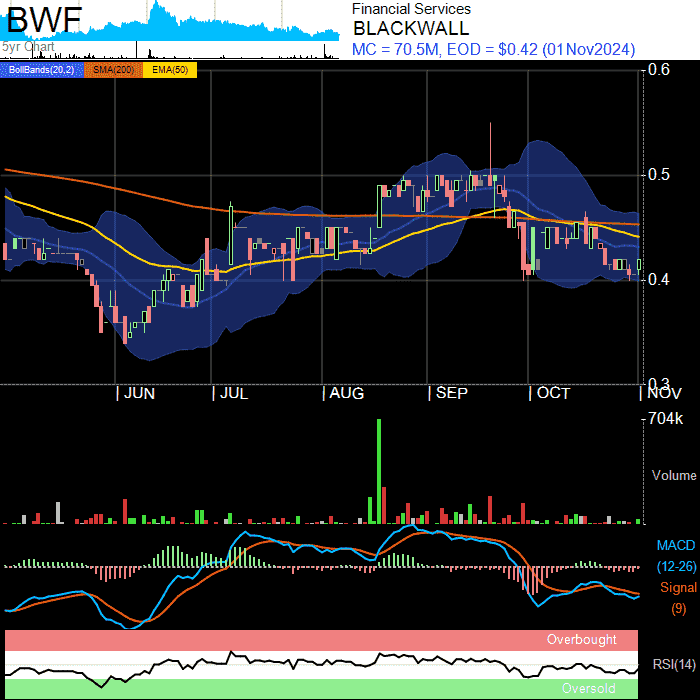 BWF
5yr Chart
Financial Services
BLACKWALL
MC = 70.5M, EOD = $0.42 (01Nov2024)
BollBands(20,2) SMA(200) EMA(50)
0.6
0.5
0.4
0.3
JUN JUL AUG SEP OCT NOV
704k
Volume
MACD
(12-26)
Signal
(9)
Overbought
RSI(14)
Oversold